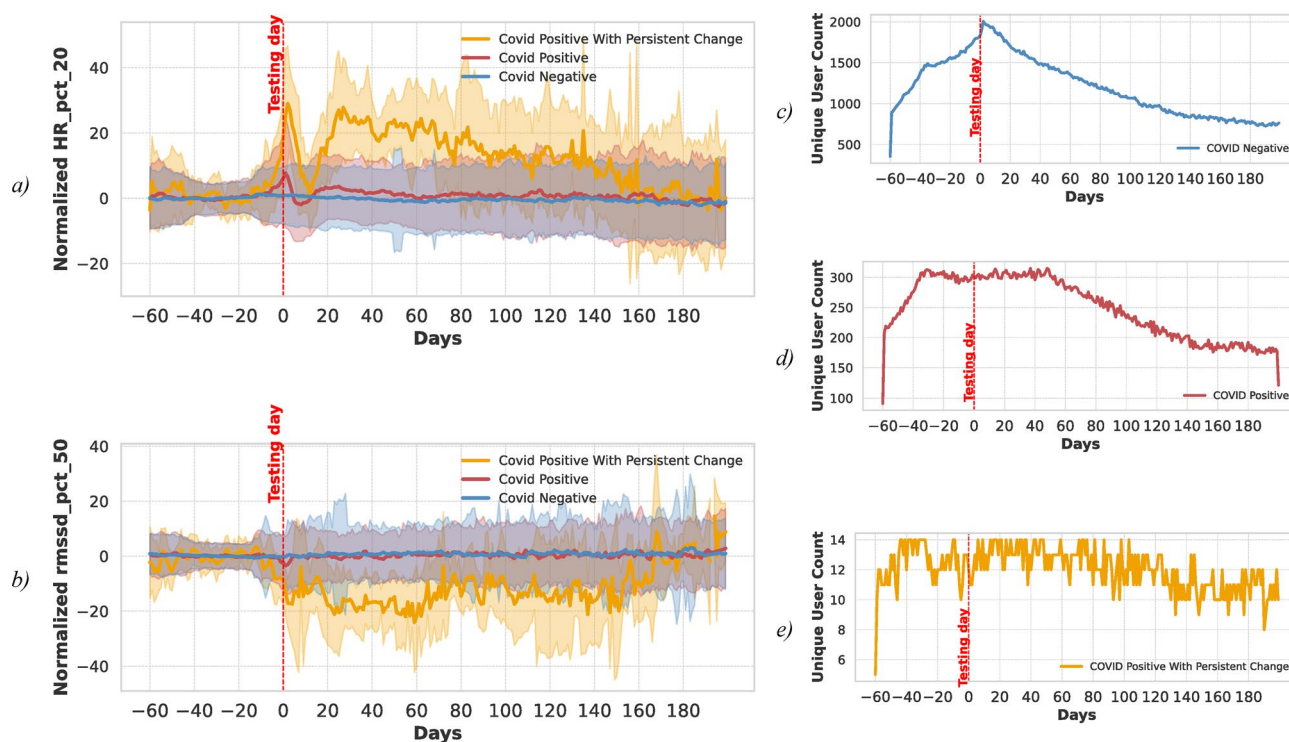 a)
Normalized HR_pct_20
40
20
0
−20
Testing day
Covid Positive With Persistent Change
Covid Positive
Covid Negative
−60 −40 −20 0 20 40 60 80 100 120 140 160 180
Days
b)
Normalized rmssd_pct_50
40
20
0
−20
−40
Testing day
Covid Positive With Persistent Change
Covid Positive
Covid Negative
−60 −40 −20 0 20 40 60 80 100 120 140 160 180
Days
c)
Unique User Count
2000
1500
1000
500
Testing day
COVID Negative
−60 −40 −20 0 20 40 60 80 100 120 140 160 180
Days
d)
Unique User Count
300
250
200
150
100
Testing day
COVID Positive
−60 −40 −20 0 20 40 60 80 100 120 140 160 180
Days
e)
Unique User Count
14
12
10
8
6
Testing day
COVID Positive With Persistent Change
−60 −40 −20 0 20 40 60 80 100 120 140 160 180
Days